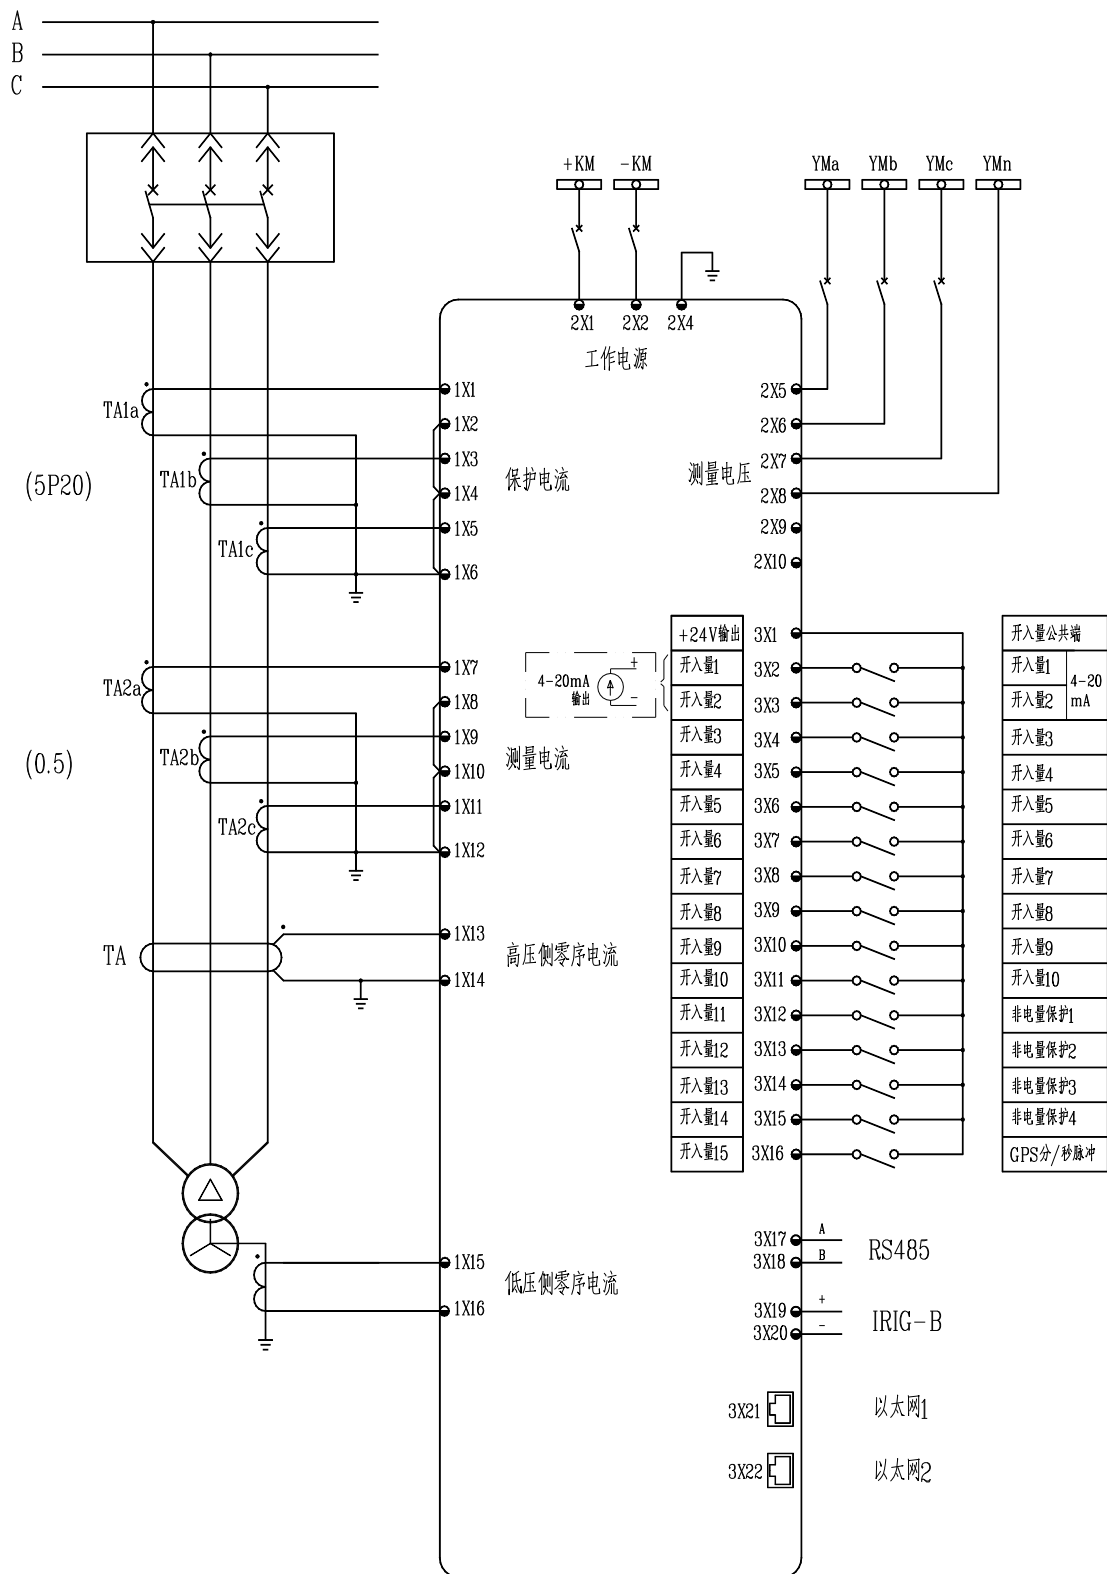 A
B
C
+KM
-KM
YMa
YMb
YMc
YMn
2X1
2X2
2X4
工作电源
TA1a
1X1
1X2
2X5
2X6
(5P20)
TA1b
1X3
1X4
保护电流
测量电压
2X7
2X8
TA1c
1X5
1X6
2X9
2X10
+24V输出
3X1
开入量公共端
TA2a
1X7
1X8
4-20mA
输出
+
-
开入量1
3X2
开入量1
4-20
mA
开入量2
3X3
开入量2
(0.5)
TA2b
1X9
1X10
测量电流
开入量3
3X4
开入量3
开入量4
3X5
开入量4
TA2c
1X11
1X12
开入量5
3X6
开入量5
开入量6
3X7
开入量6
开入量7
3X8
开入量7
开入量8
3X9
开入量8
TA
1X13
1X14
高压侧零序电流
开入量9
3X10
开入量9
开入量10
3X11
开入量10
开入量11
3X12
非电量保护1
开入量12
3X13
非电量保护2
开入量13
3X14
非电量保护3
开入量14
3X15
非电量保护4
开入量15
3X16
GPS分/秒脉冲
1X15
1X16
低压侧零序电流
3X17
A
3X18
B
RS485
3X19
+
3X20
-
IRIG-B
3X21
以太网1
3X22
以太网2